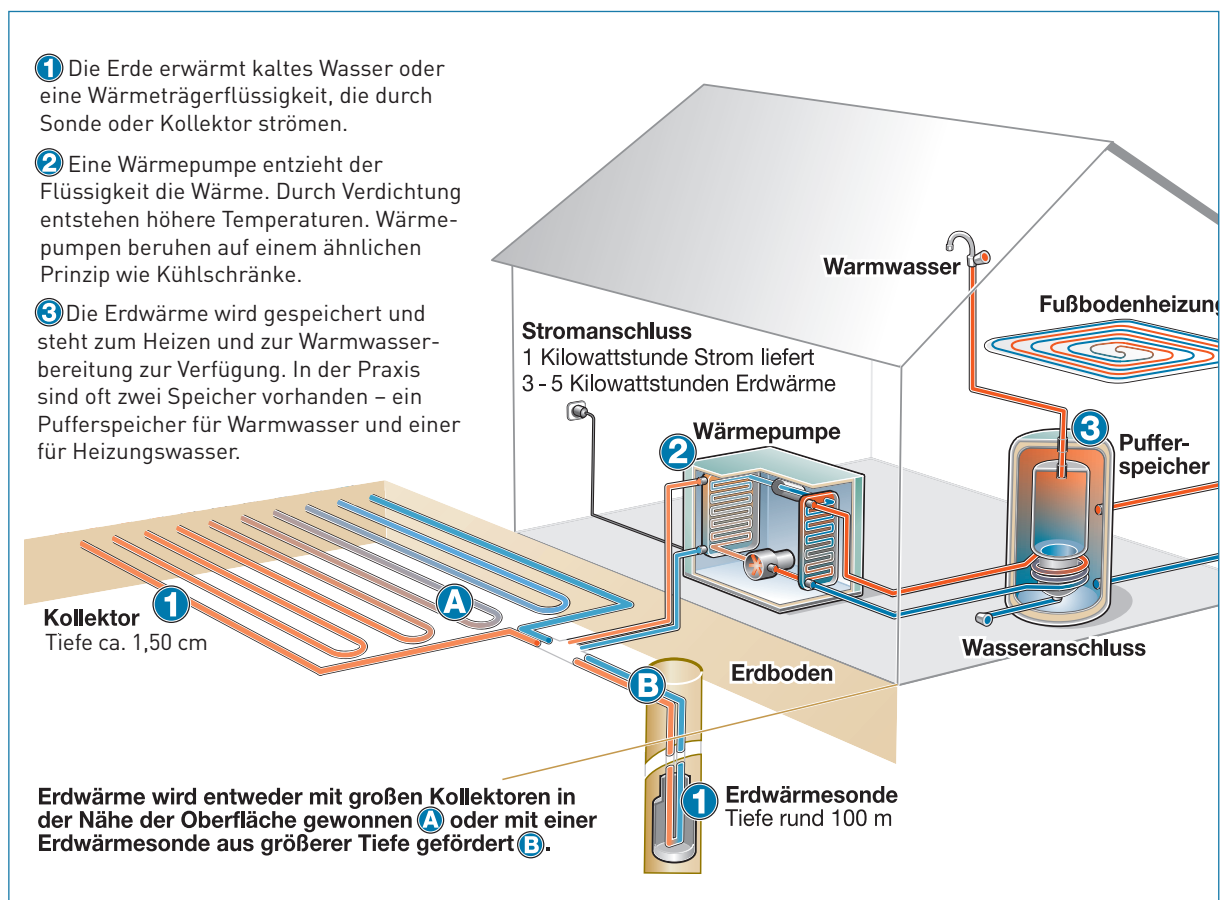 1 Die Erde erwärmt kaltes Wasser oder
eine Wärmeträgerflüssigkeit, die durch
Sonde oder Kollektor strömen.
2 Eine Wärmepumpe entzieht der
Flüssigkeit die Wärme. Durch Verdichtung
entstehen höhere Temperaturen. Wärme-
pumpen beruhen auf einem ähnlichen
Prinzip wie Kühlschränke.
3 Die Erdwärme wird gespeichert und
steht zum Heizen und zur Warmwasser-
bereitung zur Verfügung. In der Praxis
sind oft zwei Speicher vorhanden – ein
Pufferspeicher für Warmwasser und einer
für Heizungswasser.
Warmwasser
Fußbodenheizung
Stromanschluss
1 Kilowattstunde Strom liefert
3 - 5 Kilowattstunden Erdwärme
2
Wärmepumpe
3
Puffer-
speicher
Kollektor
Tiefe ca. 1,50 cm
1
A
Wasseranschluss
Erdboden
B
1
Erdwärmesonde
Tiefe rund 100 m
Erdwärme wird entweder mit großen Kollektoren in
der Nähe der Oberfläche gewonnen A oder mit einer
Erdwärmesonde aus größerer Tiefe gefördert B.